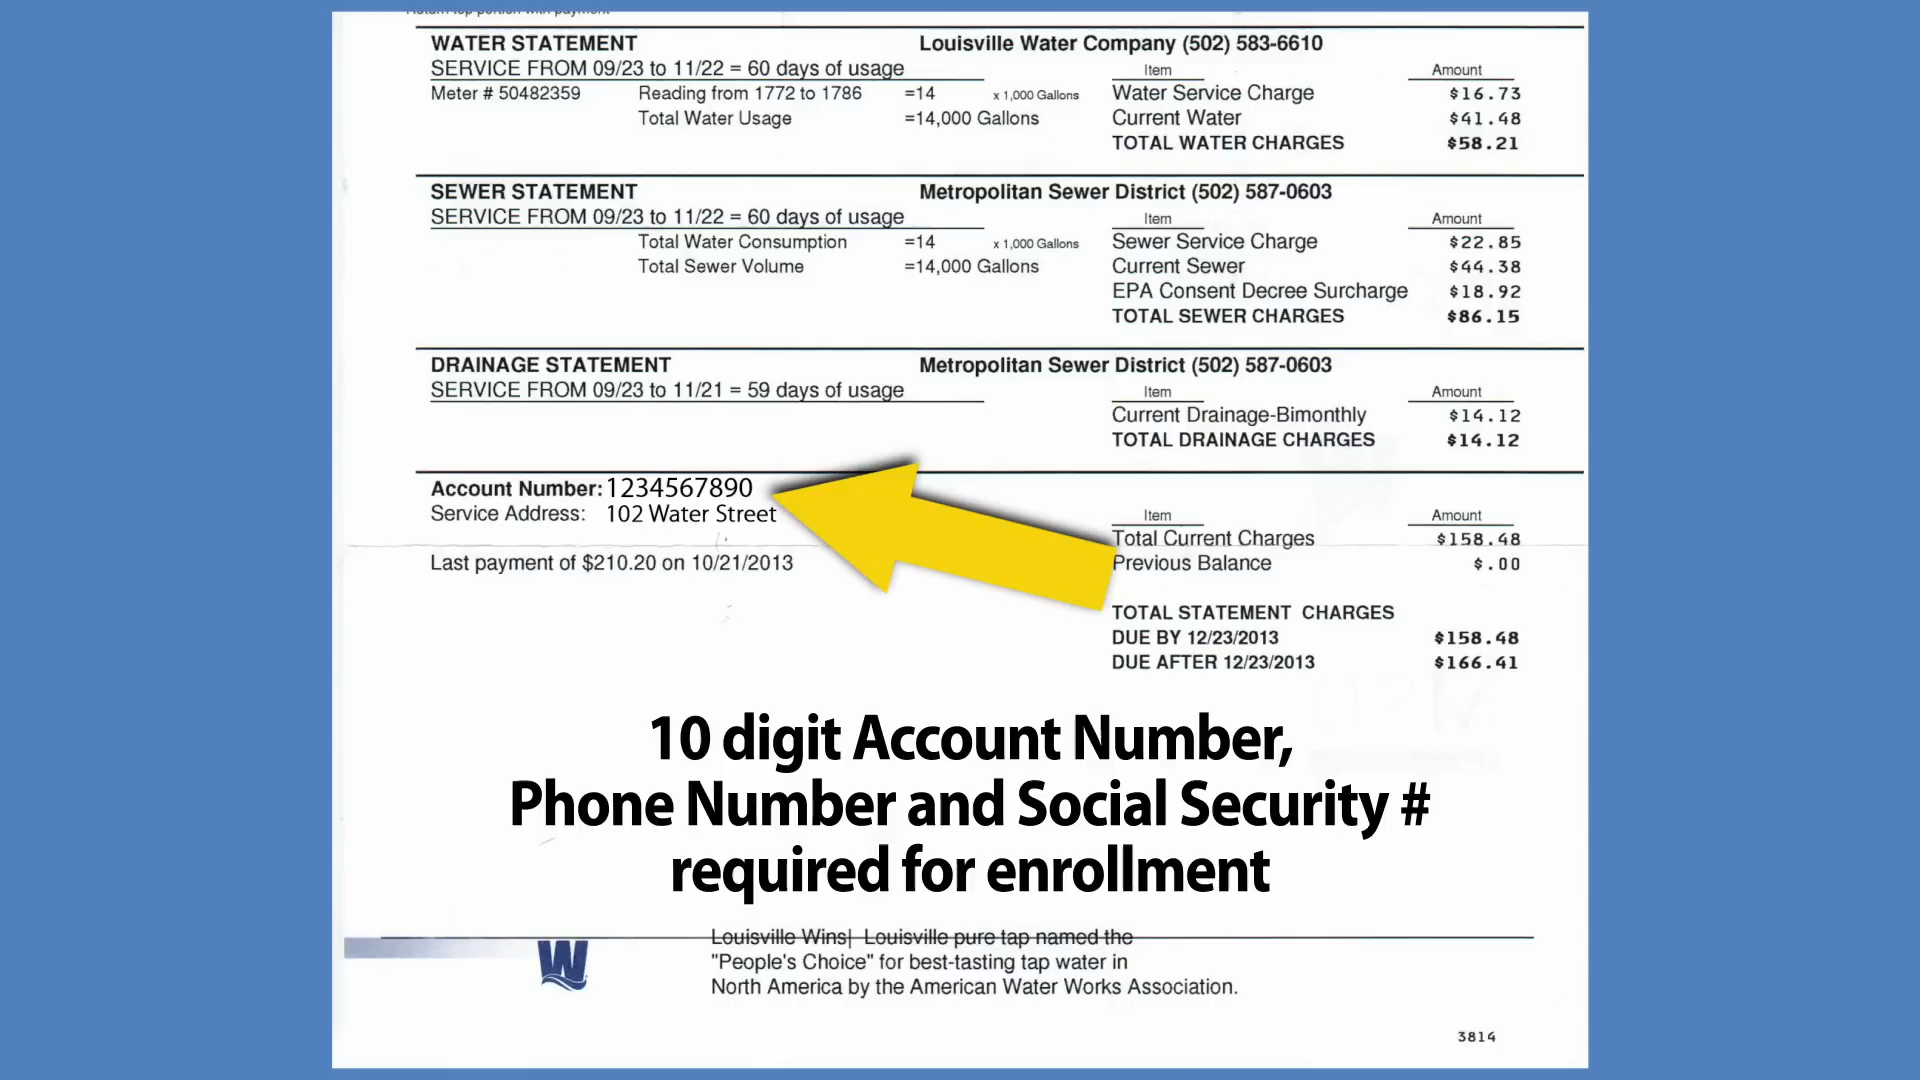 Return top portion with payment
WATER STATEMENT Louisville Water Company (502) 583-6610
SERVICE FROM 09/23 to 11/22 = 60 days of usage Item Amount
Meter # 50482359 Reading from 1772 to 1786 =14 x 1,000 Gallons Water Service Charge $16.73
Total Water Usage =14,000 Gallons Current Water $41.48
TOTAL WATER CHARGES $58.21
SEWER STATEMENT Metropolitan Sewer District (502) 587-0603
SERVICE FROM 09/23 to 11/22 = 60 days of usage Item Amount
Total Water Consumption =14 x 1,000 Gallons Sewer Service Charge $22.85
Total Sewer Volume =14,000 Gallons Current Sewer $44.38
EPA Consent Decree Surcharge $18.92
TOTAL SEWER CHARGES $86.15
DRAINAGE STATEMENT Metropolitan Sewer District (502) 587-0603
SERVICE FROM 09/23 to 11/21 = 59 days of usage Item Amount
Current Drainage-Bimonthly $14.12
TOTAL DRAINAGE CHARGES $14.12
Account Number: 1234567890
Service Address: 102 Water Street Item Amount
Total Current Charges $158.48
Last payment of $210.20 on 10/21/2013 Previous Balance $.00
TOTAL STATEMENT CHARGES
DUE BY 12/23/2013 $158.48
DUE AFTER 12/23/2013 $166.41
10 digit Account Number,
Phone Number and Social Security #
required for enrollment
Louisville Wins| Louisville pure tap named the
"People's Choice" for best-tasting tap water in
North America by the American Water Works Association.
W
3814